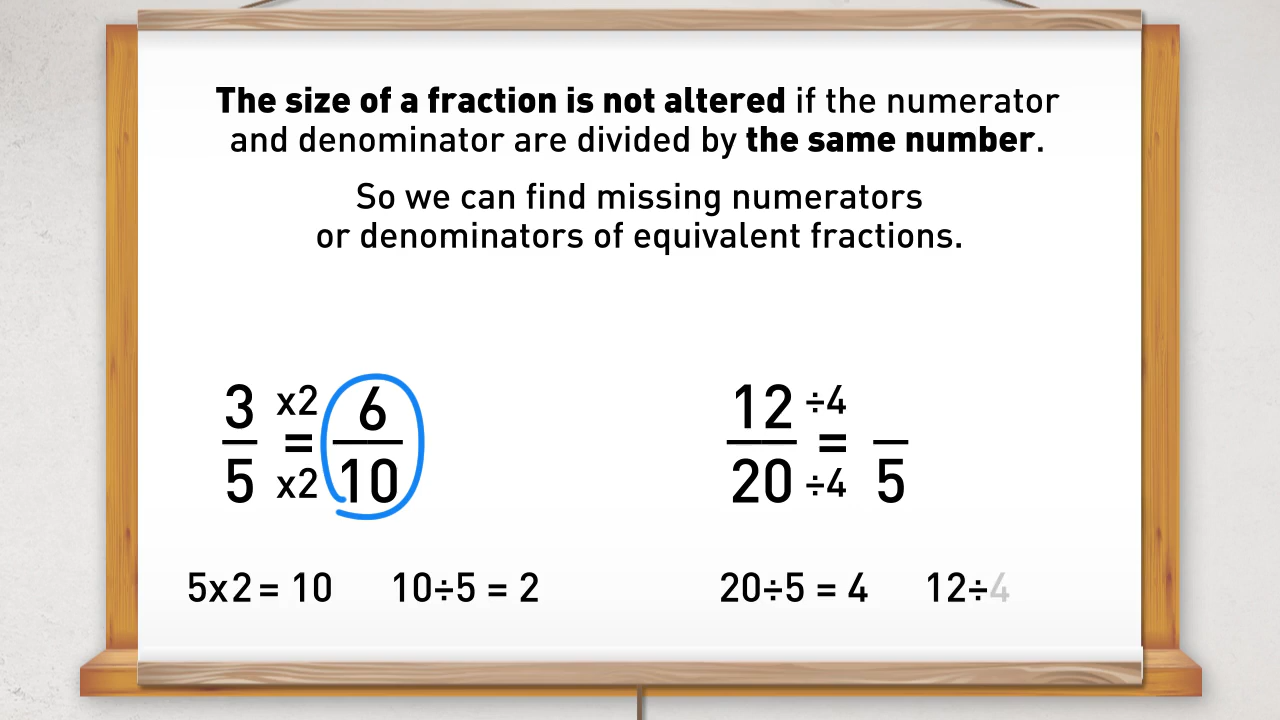 The size of a fraction is not altered if the numerator
and denominator are divided by the same number.
So we can find missing numerators
or denominators of equivalent fractions.
3 x2 6
=
5 x2 10
12 ÷4
=
20 ÷4 5
5x2 = 10 10÷5 = 2
20÷5 = 4 12÷4